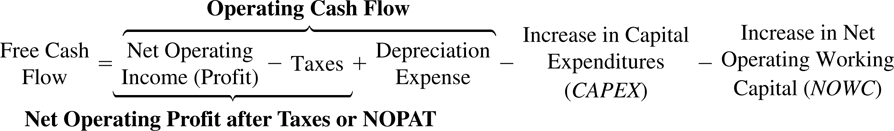 Operating Cash Flow
Free Cash Flow = Net Operating Income (Profit) − Taxes + Depreciation Expense − Increase in Capital Expenditures (CAPEX) − Increase in Net Operating Working Capital (NOWC)
Net Operating Profit after Taxes or NOPAT